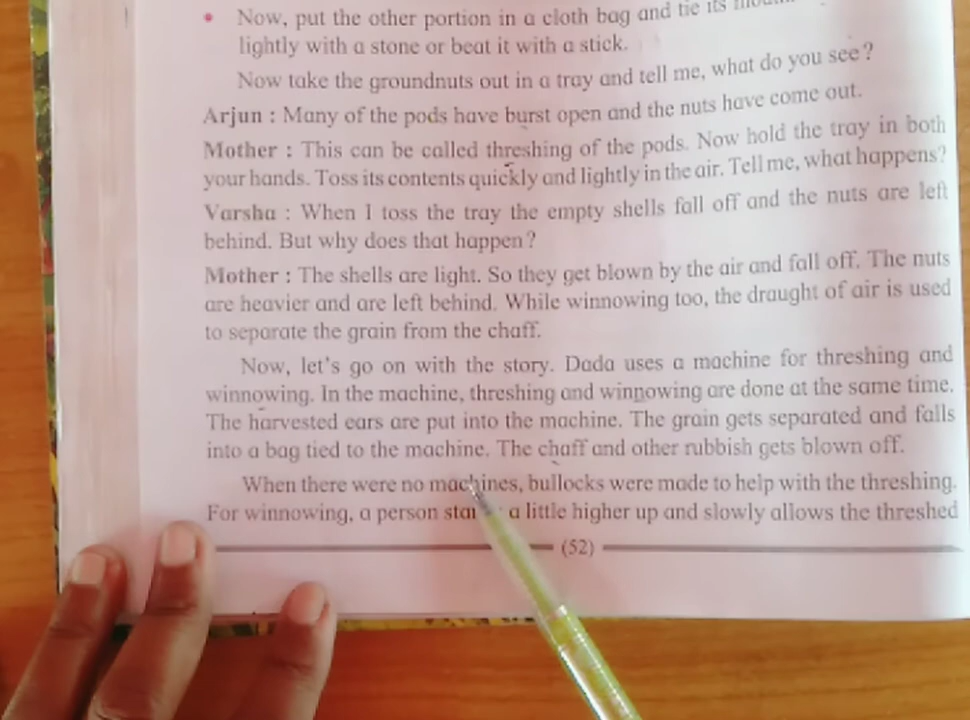 • Now, put the other portion in a cloth bag and tie its
lightly with a stone or beat it with a stick.
Now take the groundnuts out in a tray and tell me, what do you see?
Arjun : Many of the pods have burst open and the nuts have come out.
Mother : This can be called threshing of the pods. Now hold the tray in both
your hands. Toss its contents quickly and lightly in the air. Tell me, what happens?
Varsha : When I toss the tray the empty shells fall off and the nuts are left
behind. But why does that happen?
Mother : The shells are light. So they get blown by the air and fall off. The nuts
are heavier and are left behind. While winnowing too, the draught of air is used
to separate the grain from the chaff.
Now, let's go on with the story. Dada uses a machine for threshing and
winnowing. In the machine, threshing and winnowing are done at the same time.
The harvested ears are put into the machine. The grain gets separated and falls
into a bag tied to the machine. The chaff and other rubbish gets blown off.
When there were no machines, bullocks were made to help with the threshing.
For winnowing, a person a little higher up and slowly allows the threshed
(52)